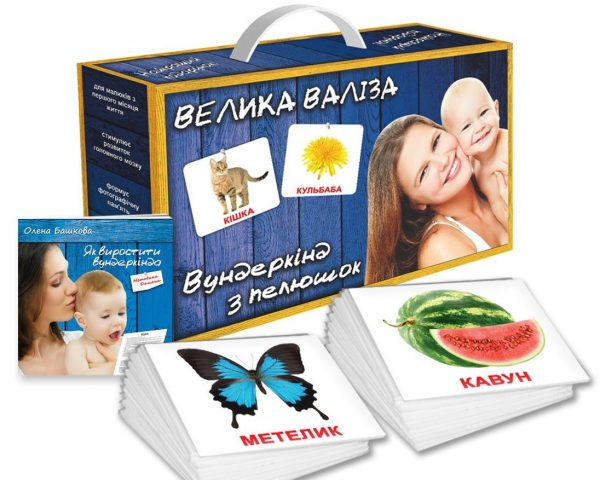 ВЕЛИКА ВАЛІЗА
КІШКА
КУЛЬБАБА
Вундеркінд
з пелюшок
для малюків з
першого місяця
життя
стимулює
розвиток
головного мозку
формує
фотографічну
пам'ять
Олена Башкова
Як виростити
вундеркінда
МЕТЕЛИК
КАВУН